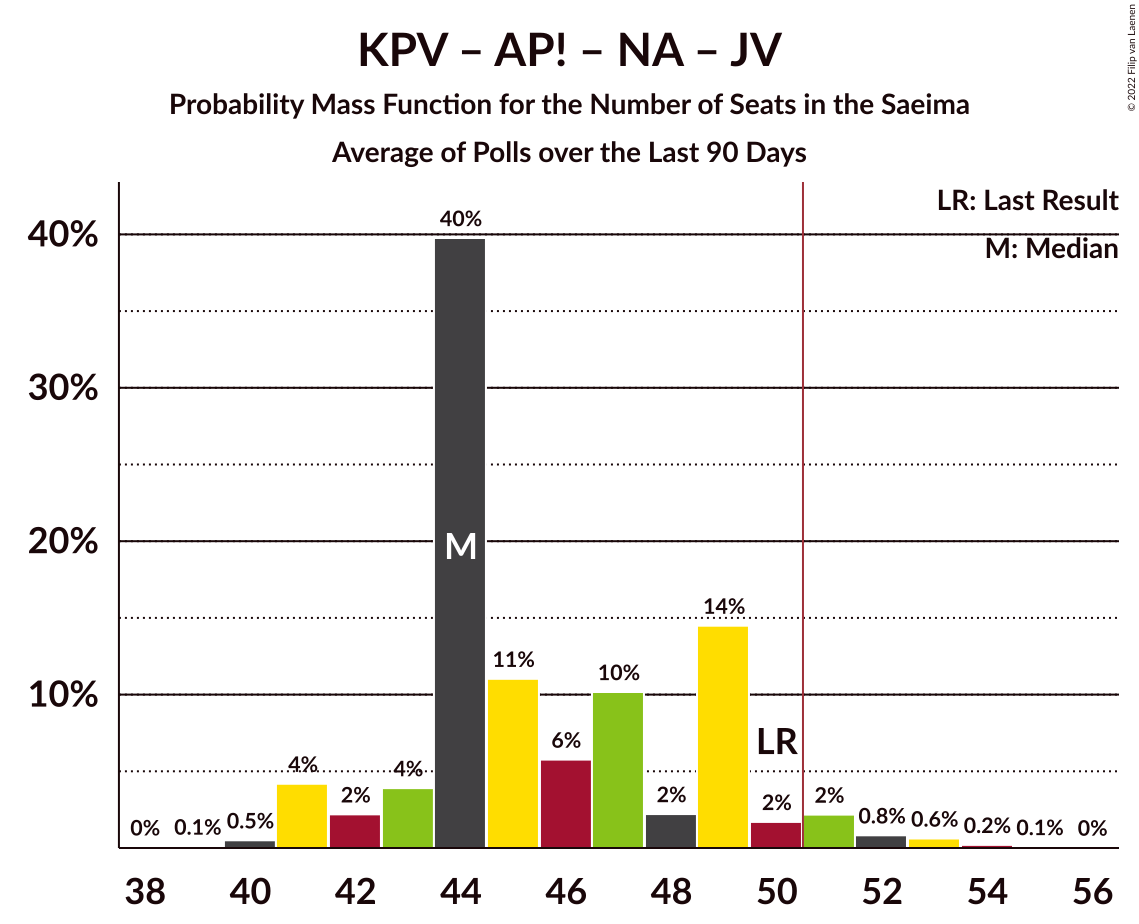 KPV – AP! – NA – JV
Probability Mass Function for the Number of Seats in the Saeima
Average of Polls over the Last 90 Days
© 2022 Filip van Laenen
LR: Last Result
M: Median
40%
30%
20%
10%
0%
0.1%
0.5%
4%
2%
4%
40%
11%
6%
10%
2%
14%
2%
2%
0.8%
0.6%
0.2%
0.1%
0%
M
LR
38 40 42 44 46 48 50 52 54 56